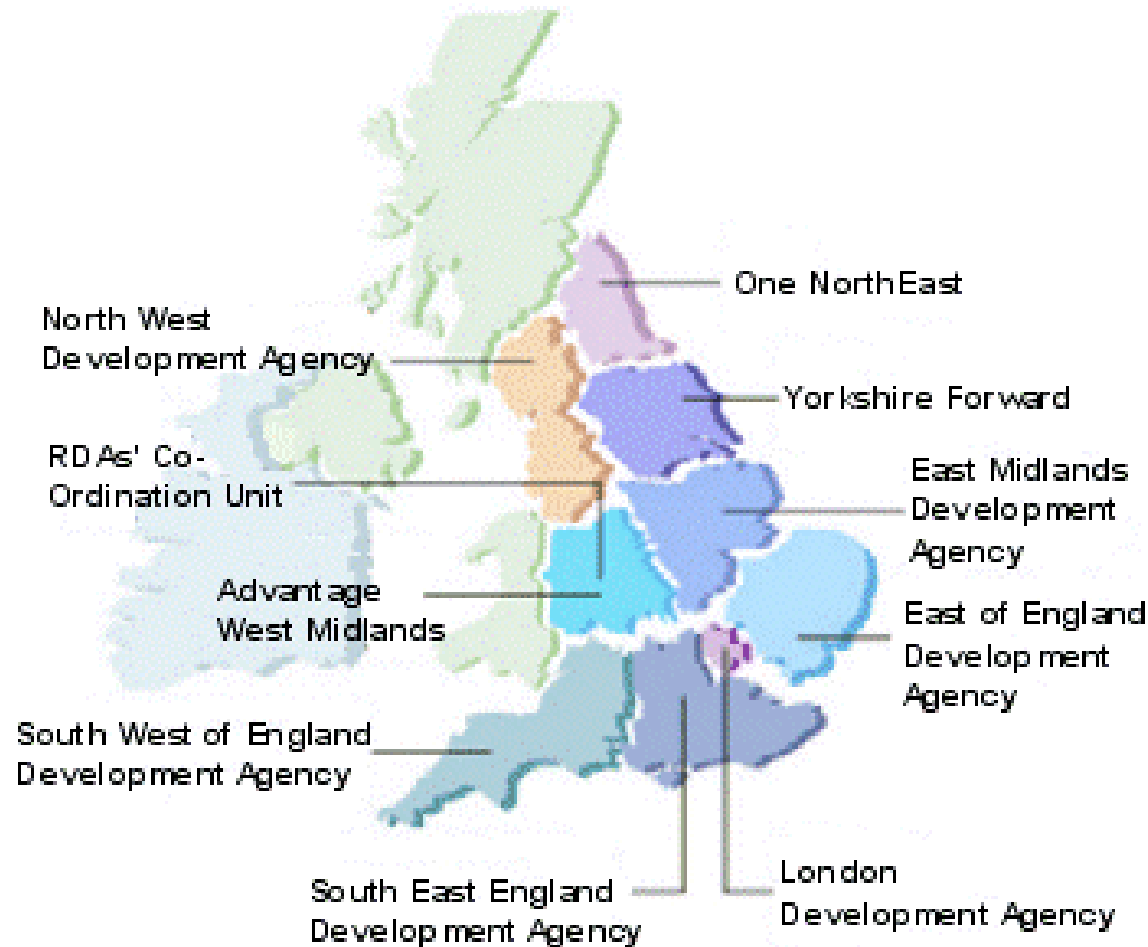 One NorthEast
North West
Development Agency
Yorkshire Forward
RDAs' Co-
Ordination Unit
East Midlands
Development
Agency
Advantage
West Midlands
East of England
Development
Agency
South West of England
Development Agency
South East England
Development Agency
London
Development Agency